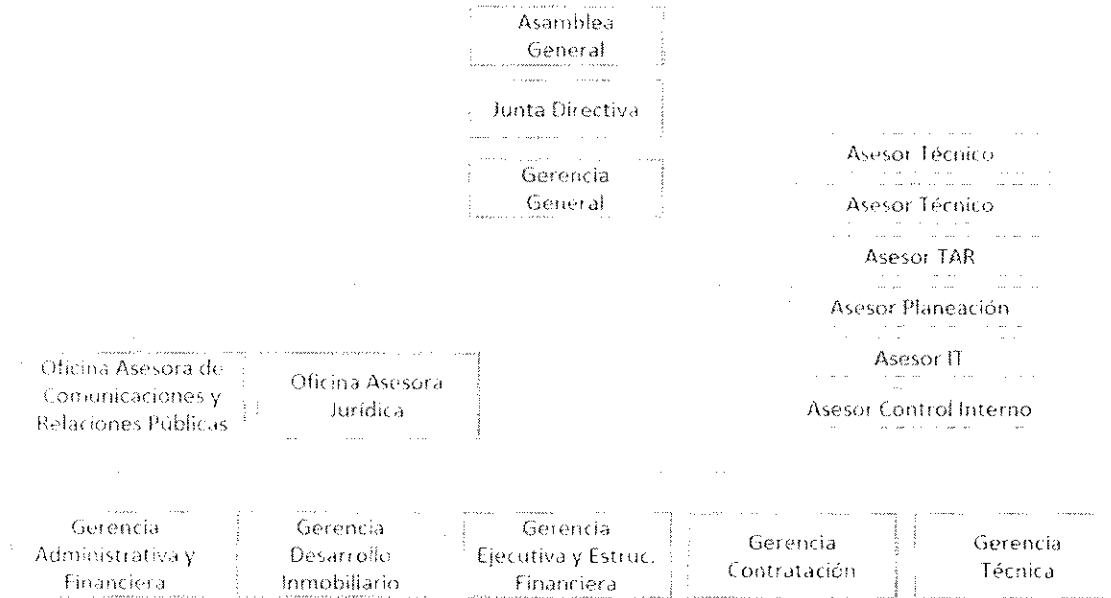 Asamblea
General
Junta Directiva
Gerencia
General
Asesor Técnico
Asesor Técnico
Asesor TAR
Asesor Planeación
Asesor IT
Asesor Control Interno
Oficina Asesora de
Comunicaciones y
Relaciones Públicas
Oficina Asesora
Jurídica
Gerencia
Administrativa y
Financiera
Gerencia
Desarrollo
Inmobiliario
Gerencia
Ejecutiva y Estruc.
Financiera
Gerencia
Contratación
Gerencia
Técnica